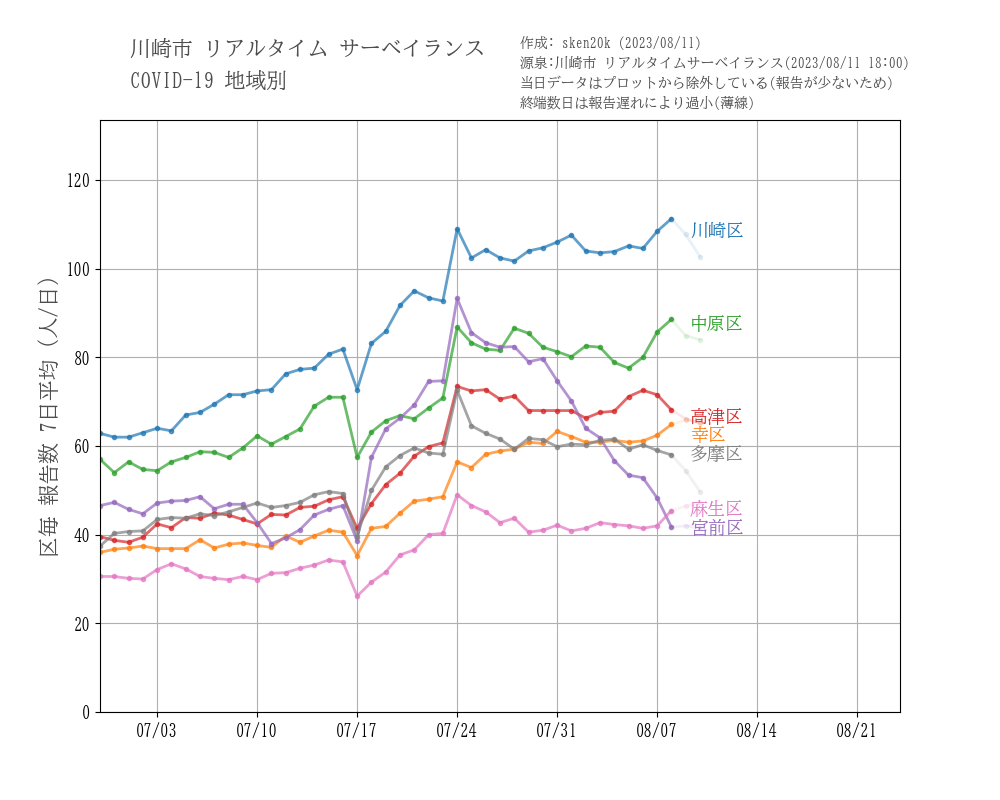 川崎市 リアルタイム サーベイランス
COVID-19 地域別
作成: sken20k (2023/08/11)
源泉:川崎市 リアルタイムサーベイランス(2023/08/11 18:00)
当日データはプロットから除外している(報告が少ないため)
終端数日は報告遅れにより過小(薄線)
区毎 報告数 7日平均 (人/日)
120
100
80
60
40
20
0
川崎区
中原区
高津区
幸区
多摩区
麻生区
宮前区
07/03 07/10 07/17 07/24 07/31 08/07 08/14 08/21